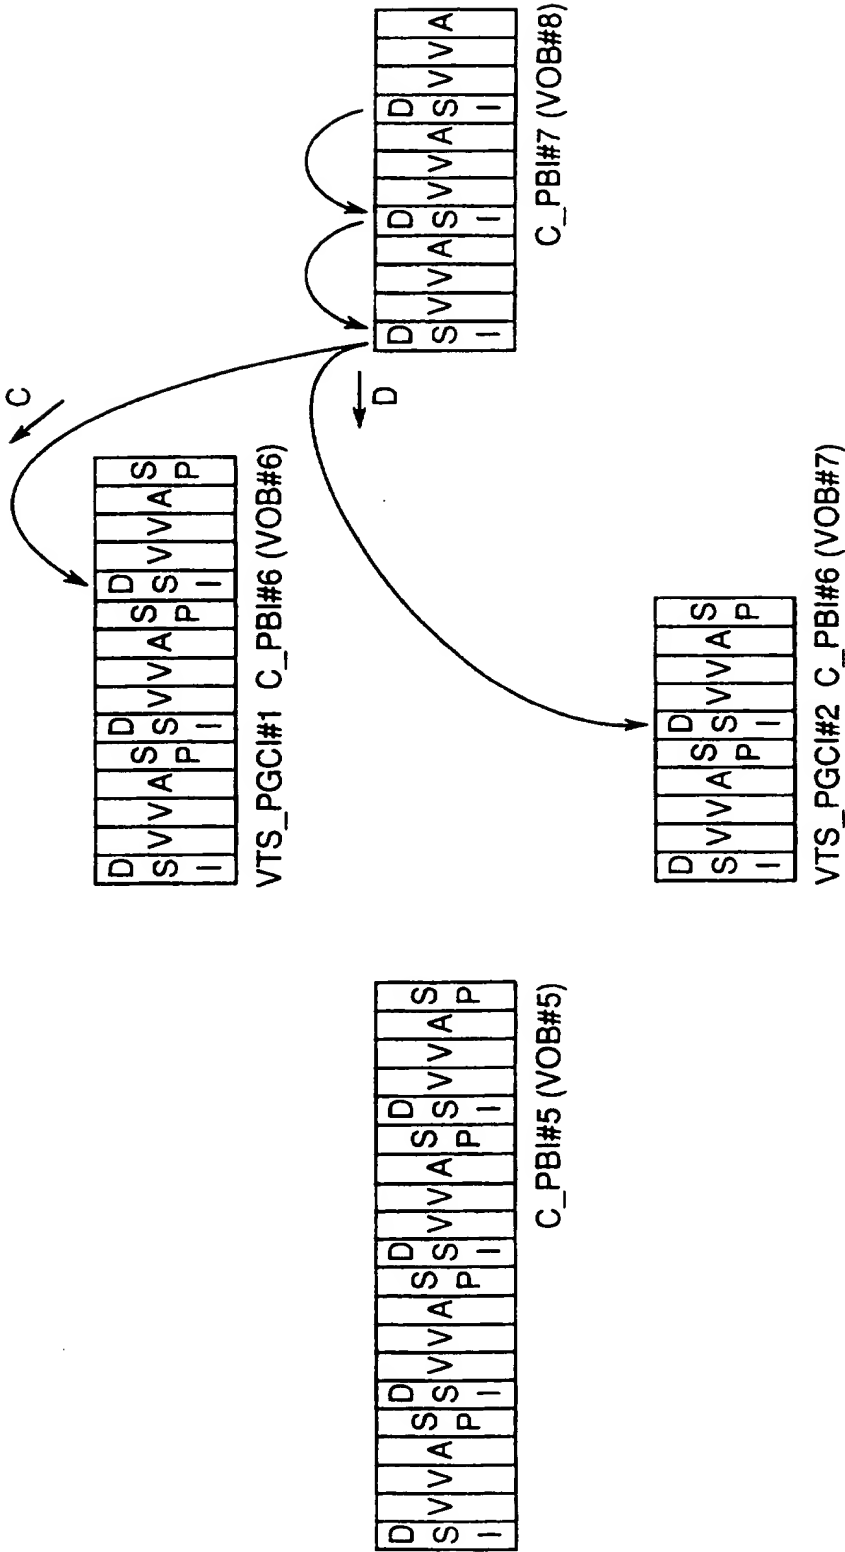 C
DSI V V A SP DSI V V A SP DSI V V A SP
VTS_PGCI#1 C_PBI#6 (VOB#6)
D
DSI V V A SP DSI V V A SP DSI V V A SP DSI V V A SP
C_PBI#5 (VOB#5)
DSI V V A DSI V V A DSI V V A
C_PBI#7 (VOB#8)
DSI V V A SP DSI V V A SP
VTS_PGCI#2 C_PBI#6 (VOB#7)